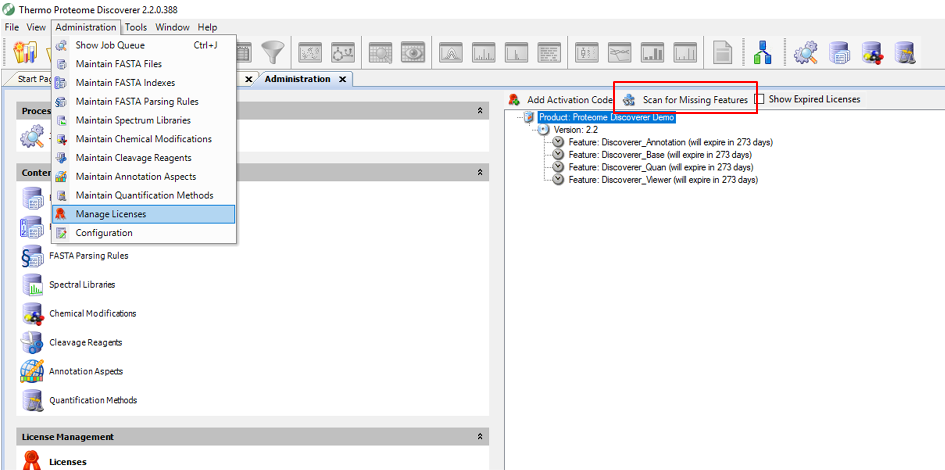 Thermo Proteome Discoverer 2.2.0.388
File View Administration Tools Window Help
Show Job Queue Ctrl+J
Maintain FASTA Files
Maintain FASTA Indexes
Maintain FASTA Parsing Rules
Maintain Spectrum Libraries
Maintain Chemical Modifications
Maintain Cleavage Reagents
Maintain Annotation Aspects
Maintain Quantification Methods
Manage Licenses
Configuration
Start Pag
Administration
Proces
Conten
FASTA Parsing Rules
Spectral Libraries
Chemical Modifications
Cleavage Reagents
Annotation Aspects
Quantification Methods
License Management
Licenses
Add Activation Code Scan for Missing Features Show Expired Licenses
Product: Proteome Discoverer Demo
Version: 2.2
Feature: Discoverer_Annotation (will expire in 273 days)
Feature: Discoverer_Base (will expire in 273 days)
Feature: Discoverer_Quan (will expire in 273 days)
Feature: Discoverer_Viewer (will expire in 273 days)